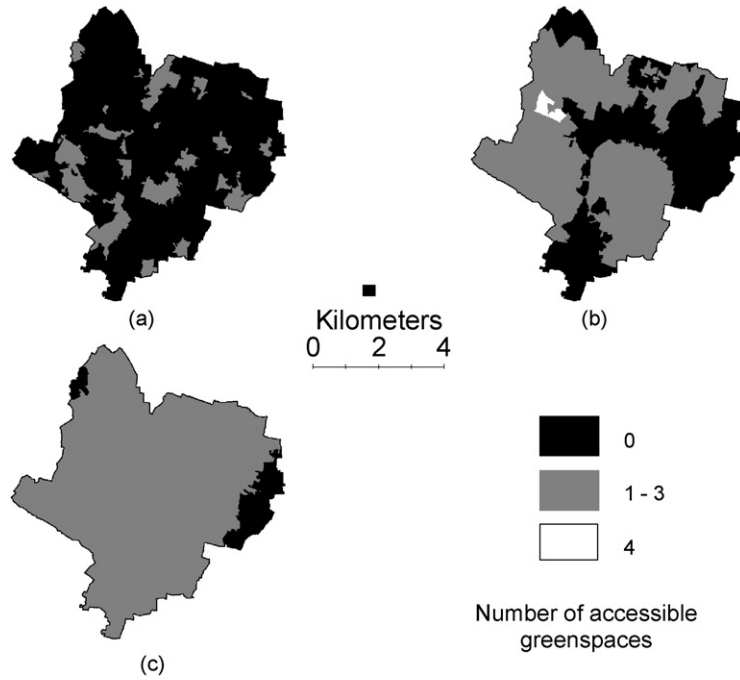 (a)
(b)
Kilometers
0 2 4
(c)
0
1 - 3
4
Number of accessible
greenspaces